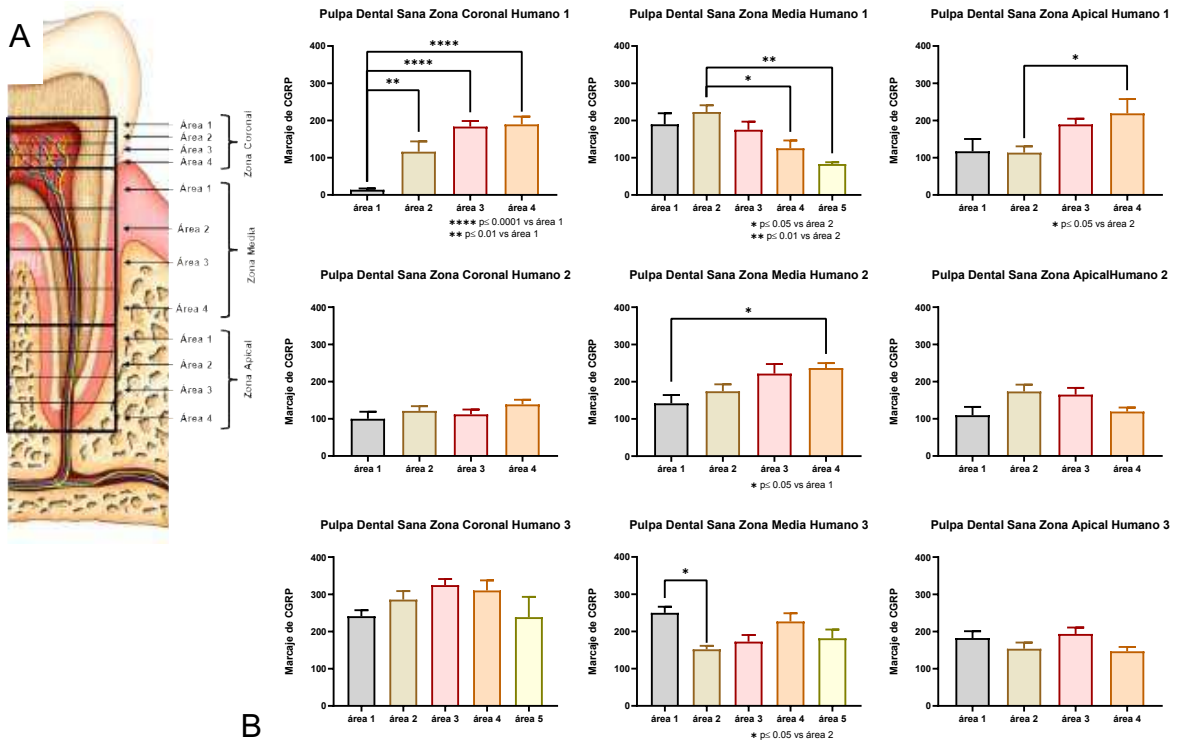 A
Área 1
Área 2
Área 3
Área 4
Zona Coronal
Área 1
Área 2
Área 3
Área 4
Zona Media
Área 1
Área 2
Área 3
Área 4
Zona Apical
B
Pulpa Dental Sana Zona Coronal Humano 1
Marcaje de CGRP
400
300
200
100
0
**
****
****
área 1 área 2 área 3 área 4
**** p≤ 0.0001 vs área 1
** p≤ 0.01 vs área 1
Pulpa Dental Sana Zona Media Humano 1
Marcaje de CGRP
400
300
200
100
0
**
*
área 1 área 2 área 3 área 4 área 5
* p≤ 0.05 vs área 2
** p≤ 0.01 vs área 2
Pulpa Dental Sana Zona Apical Humano 1
Marcaje de CGRP
400
300
200
100
0
*
área 1 área 2 área 3 área 4
* p≤ 0.05 vs área 2
Pulpa Dental Sana Zona Coronal Humano 2
Marcaje de CGRP
400
300
200
100
0
área 1 área 2 área 3 área 4
Pulpa Dental Sana Zona Media Humano 2
Marcaje de CGRP
400
300
200
100
0
*
área 1 área 2 área 3 área 4
* p≤ 0.05 vs área 1
Pulpa Dental Sana Zona ApicalHumano 2
Marcaje de CGRP
400
300
200
100
0
área 1 área 2 área 3 área 4
Pulpa Dental Sana Zona Coronal Humano 3
Marcaje de CGRP
400
300
200
100
0
área 1 área 2 área 3 área 4 área 5
Pulpa Dental Sana Zona Media Humano 3
Marcaje de CGRP
400
300
200
100
0
*
área 1 área 2 área 3 área 4 área 5
* p≤ 0.05 vs área 2
Pulpa Dental Sana Zona Apical Humano 3
Marcaje de CGRP
400
300
200
100
0
área 1 área 2 área 3 área 4